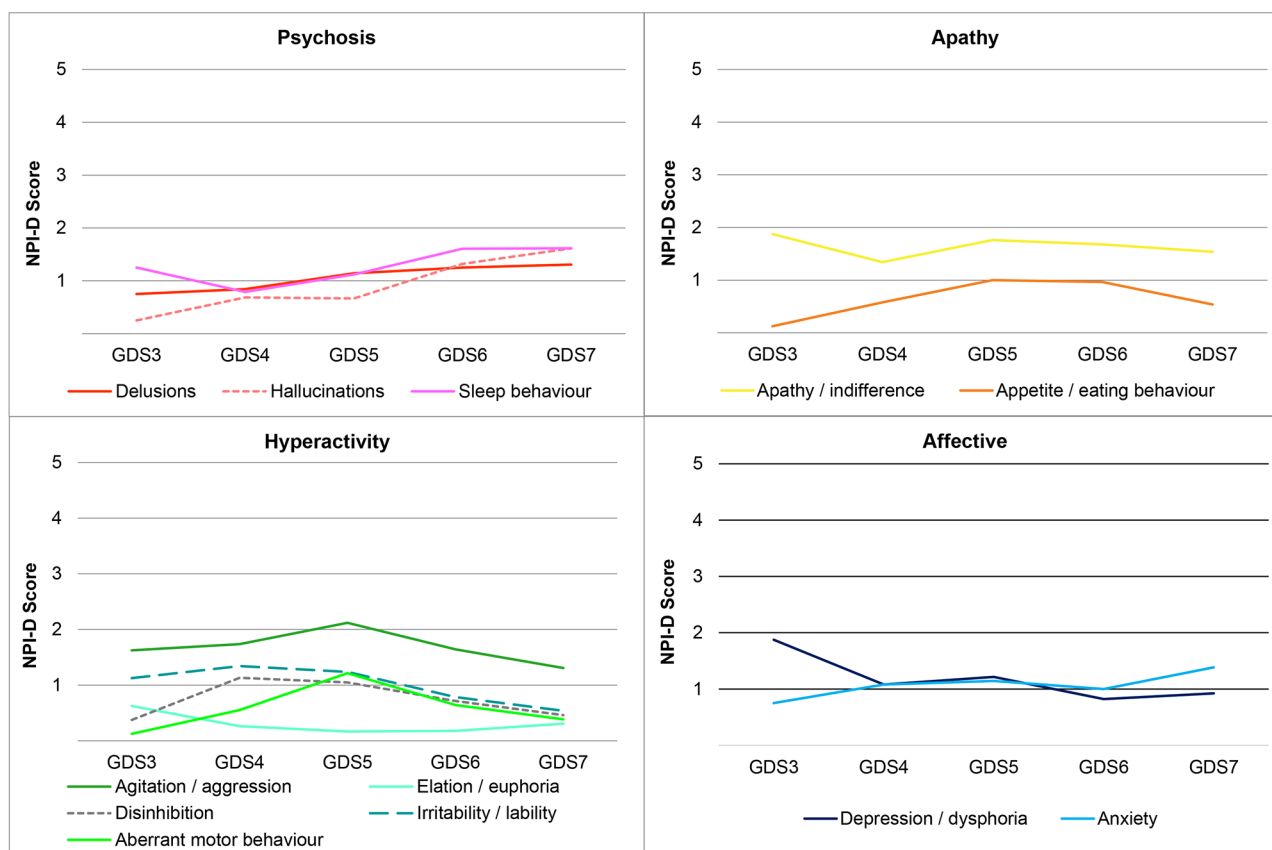 Psychosis
5
4
3
2
1
NPI-D Score
GDS3 GDS4 GDS5 GDS6 GDS7
Delusions Hallucinations Sleep behaviour
Apathy
5
4
3
2
1
NPI-D Score
GDS3 GDS4 GDS5 GDS6 GDS7
Apathy / indifference Appetite / eating behaviour
Hyperactivity
5
4
3
2
1
NPI-D Score
GDS3 GDS4 GDS5 GDS6 GDS7
Agitation / aggression Elation / euphoria
Disinhibition Irritability / lability
Aberrant motor behaviour
Affective
5
4
3
2
1
NPI-D Score
GDS3 GDS4 GDS5 GDS6 GDS7
Depression / dysphoria Anxiety